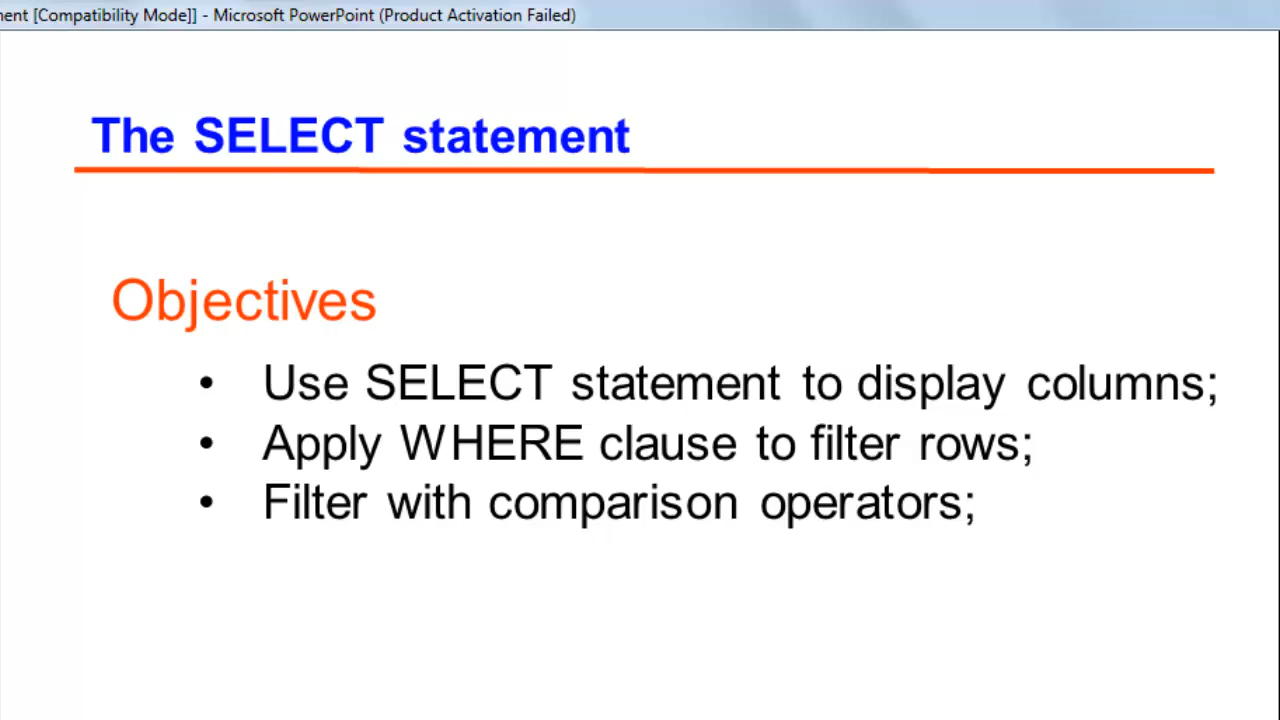 ment [Compatibility Mode]] - Microsoft PowerPoint (Product Activation Failed)
The SELECT statement
Objectives
• Use SELECT statement to display columns;
• Apply WHERE clause to filter rows;
• Filter with comparison operators;